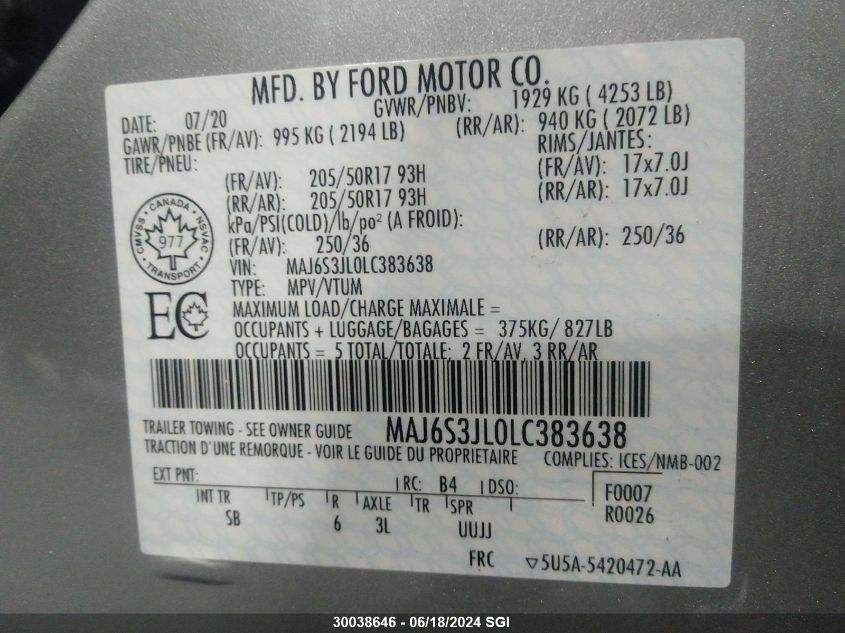 MFD. BY FORD MOTOR CO.
DATE: 07/20 GVWR/PNBV: 1929 KG ( 4253 LB)
GAWR/PNBE (FR/AV): 995 KG ( 2194 LB) (RR/AR): 940 KG ( 2072 LB)
TIRE/PNEU: RIMS/JANTES:
(FR/AV): 205/50R17 93H (FR/AV): 17x7.0J
(RR/AR): 205/50R17 93H (RR/AR): 17x7.0J
kPa/PSI(COLD)/lb/po² (A FROID):
(FR/AV): 250/36 (RR/AR): 250/36
CMVSS • CANADA • NSVAC • TRANSPORT •
977
VIN: MAJ6S3JL0LC383638
TYPE: MPV/VTUM
EC
MAXIMUM LOAD/CHARGE MAXIMALE =
OCCUPANTS + LUGGAGE/BAGAGES = 375KG/ 827LB
OCCUPANTS = 5 TOTAL/TOTALE; 2 FR/AV, 3 RR/AR
TRAILER TOWING - SEE OWNER GUIDE MAJ6S3JL0LC383638
TRACTION D'UNE REMORQUE - VOIR LE GUIDE DU PROPRIETAIRE COMPLIES: ICES/NMB-002
EXT PNT: RC: B4 DSO: F0007
INT TR TP/PS R AXLE TR SPR R0026
SB 6 3L UUJJ
FRC ▽5U5A-5420472-AA
30038646 - 06/18/2024 SGI